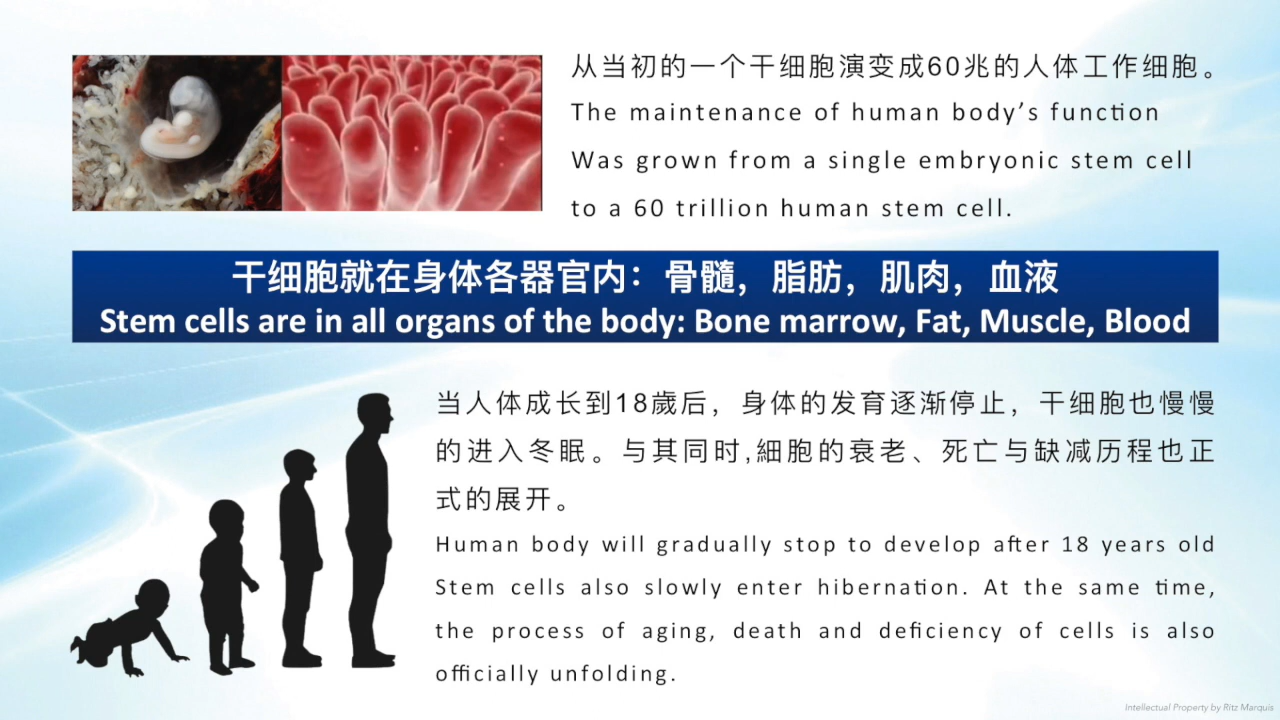 从当初的一个干细胞演变成60兆的人体工作细胞。
The maintenance of human body’s function
Was grown from a single embryonic stem cell
to a 60 trillion human stem cell.
干细胞就在身体各器官内：骨髓，脂肪，肌肉，血液
Stem cells are in all organs of the body: Bone marrow, Fat, Muscle, Blood
当人体成长到18歲后，身体的发育逐渐停止，干细胞也慢慢
的进入冬眠。与其同时,細胞的衰老、死亡与缺减历程也正
式的展开。
Human body will gradually stop to develop after 18 years old
Stem cells also slowly enter hibernation. At the same time,
the process of aging, death and deficiency of cells is also
officially unfolding.
Intellectual Property by Ritz Marquis